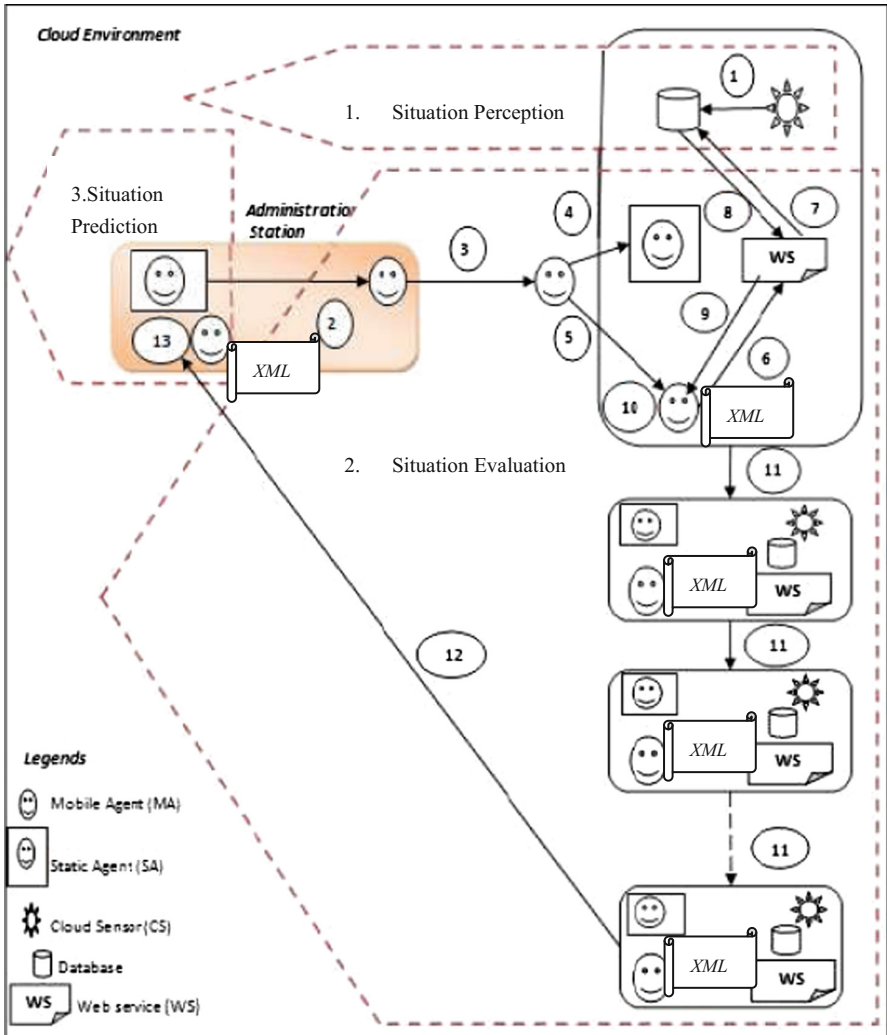 Cloud Environment
1
1. Situation Perception
3.Situation
Prediction
Administration
Station
4
8
7
3
WS
2
9
5
13
XML
6
10
XML
2. Situation Evaluation
11
XML
WS
11
12
XML
WS
Legends
Mobile Agent (MA)
11
Static Agent (SA)
Cloud Sensor (CS)
Database
XML
WS
WS
Web service (WS)